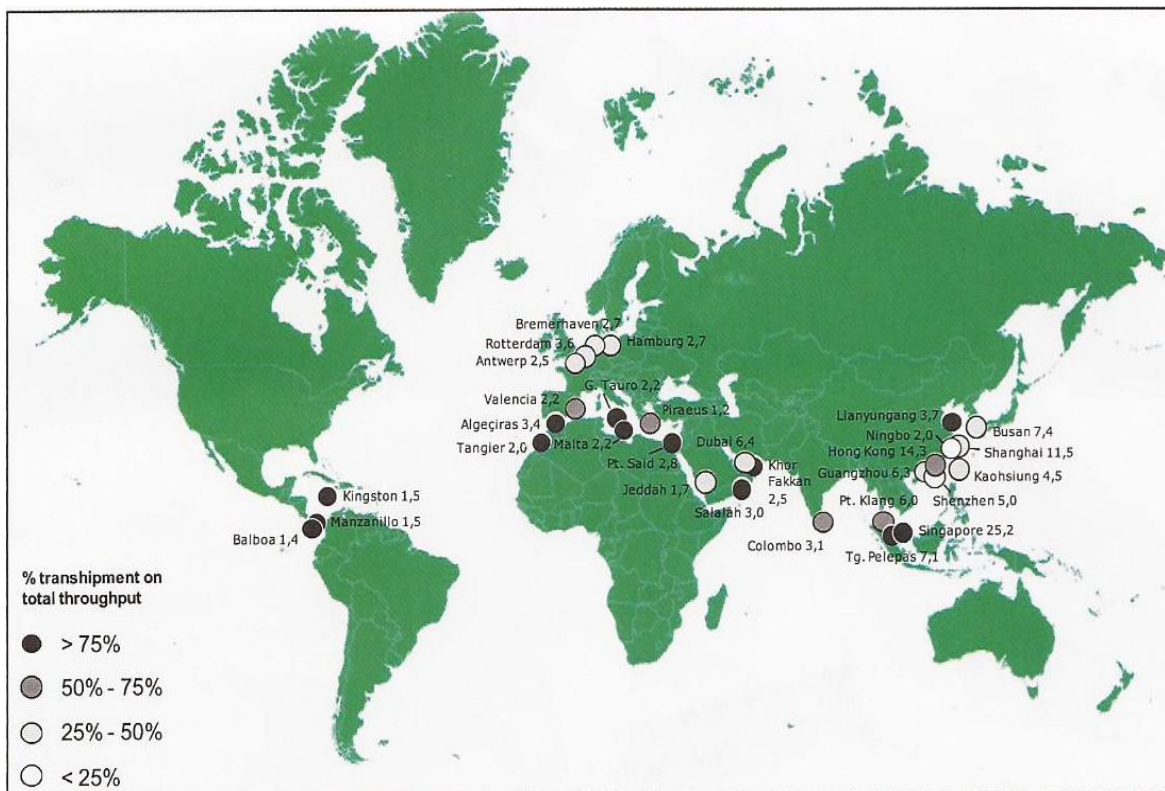 Bremerhaven 2,7
Rotterdam 3,6
Hamburg 2,7
Antwerp 2,5
G. Tauro 2,2
Valencia 2,2
Piraeus 1,2
Algeçiras 3,4
Tangier 2,0
Malta 2,2
Pt. Said 2,8
Dubai 6,4
Khor
Fakkan
2,5
Jeddah 1,7
Salalah 3,0
Colombo 3,1
Lianyungang 3,7
Ningbo 2,0
Busan 7,4
Hong Kong 14,3
Shanghai 11,5
Guangzhou 6,3
Kaohsiung 4,5
Shenzhen 5,0
Pt. Klang 6,0
Singapore 25,2
Tg. Pelepas 7,1
Kingston 1,5
Manzanillo 1,5
Balboa 1,4
% transhipment on
total throughput
> 75%
50% - 75%
25% - 50%
< 25%